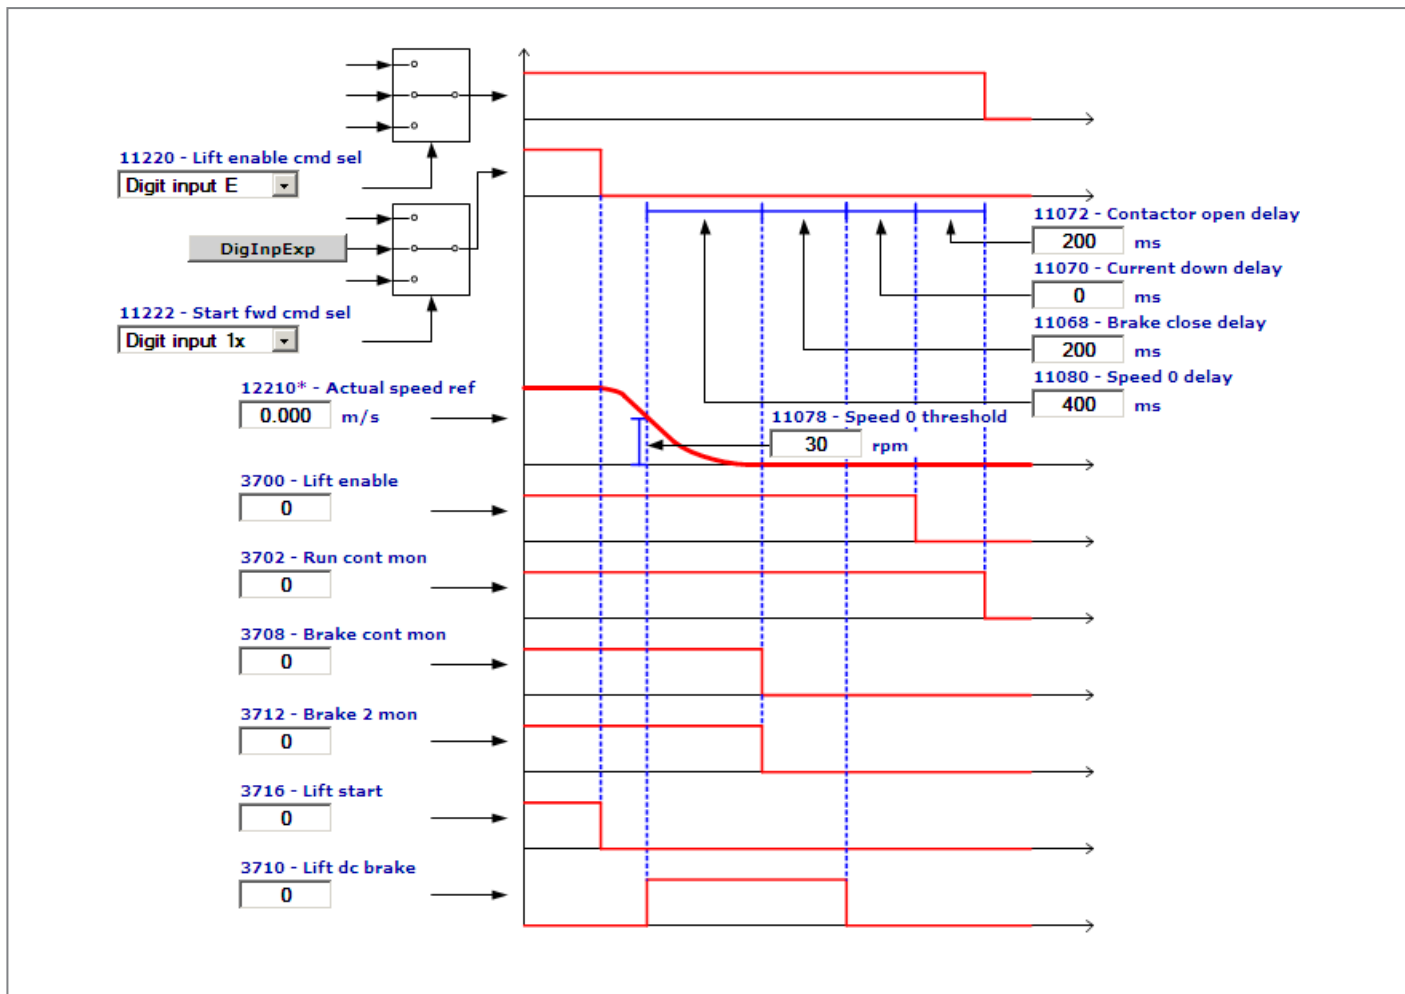 11220 - Lift enable cmd sel
Digit input E
DigInpExp
11222 - Start fwd cmd sel
Digit input 1x
11072 - Contactor open delay
200 ms
11070 - Current down delay
0 ms
11068 - Brake close delay
200 ms
11080 - Speed 0 delay
400 ms
12210* - Actual speed ref
0.000 m/s
11078 - Speed 0 threshold
30 rpm
3700 - Lift enable
0
3702 - Run cont mon
0
3708 - Brake cont mon
0
3712 - Brake 2 mon
0
3716 - Lift start
0
3710 - Lift dc brake
0